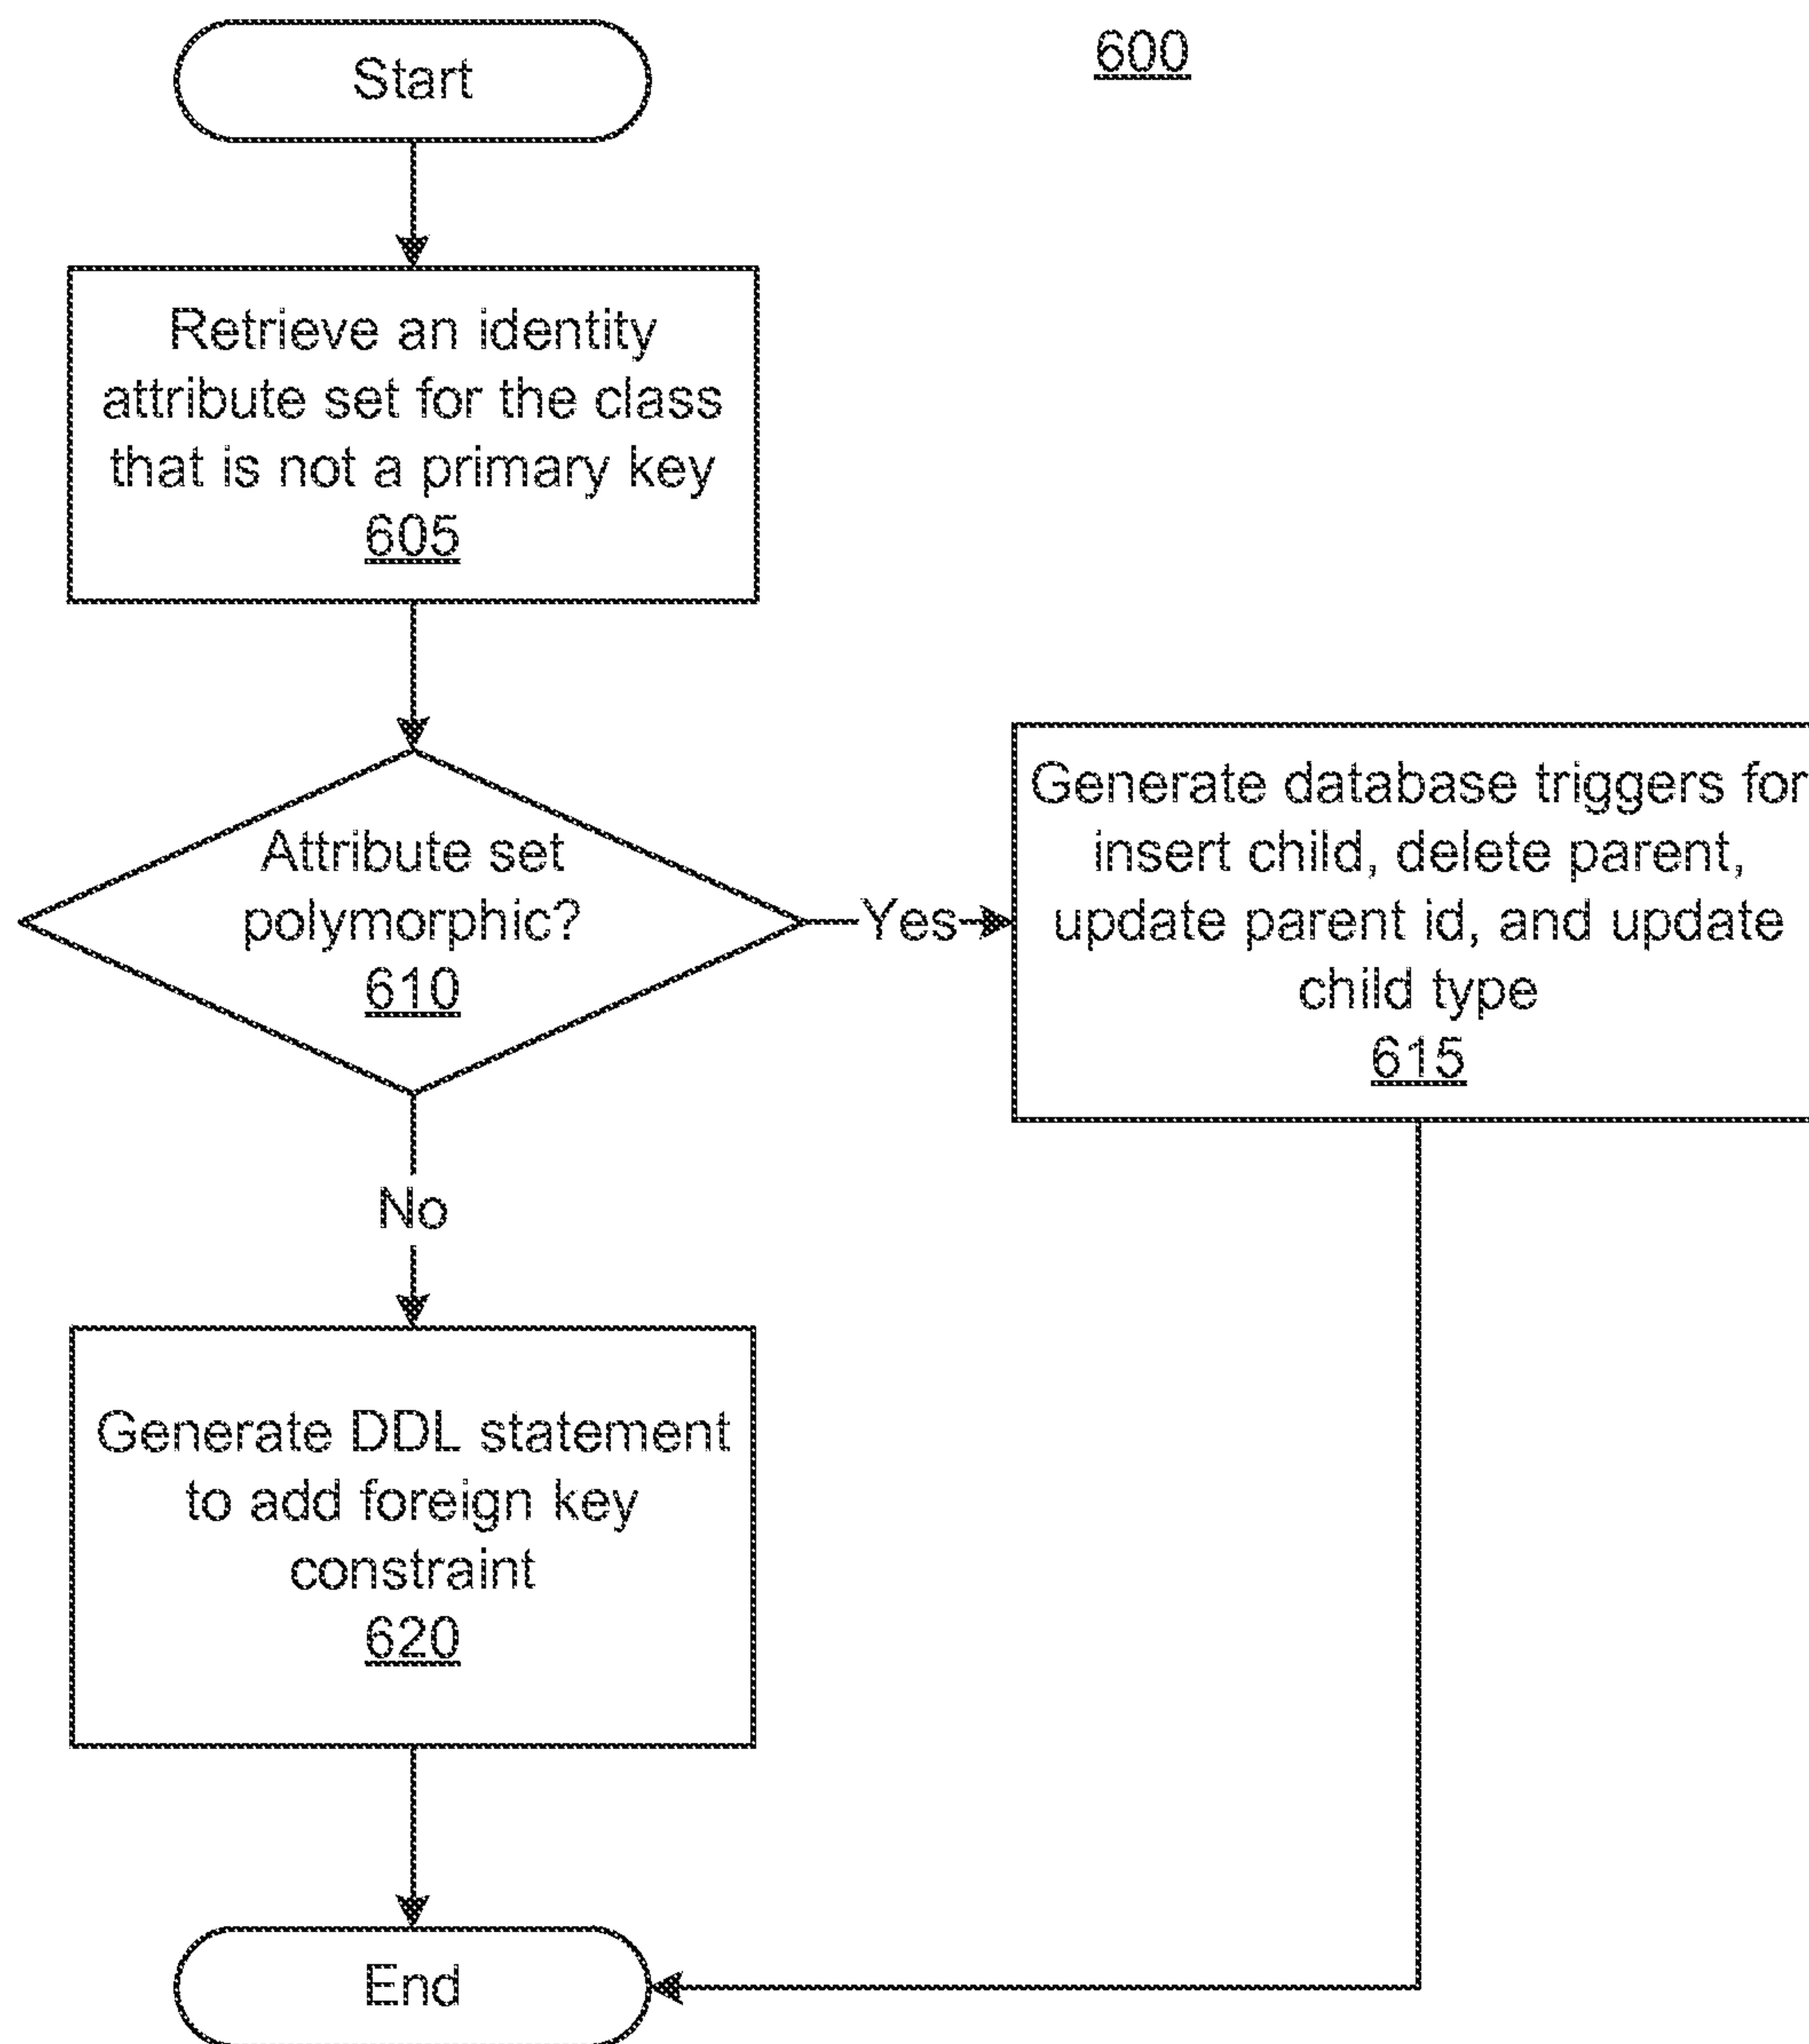 Start
600
Retrieve an identity
attribute set for the class
that is not a primary key
605
Attribute set
polymorphic?
610
Yes
Generate database triggers for
insert child, delete parent,
update parent id, and update
child type
615
No
Generate DDL statement
to add foreign key
constraint
620
End